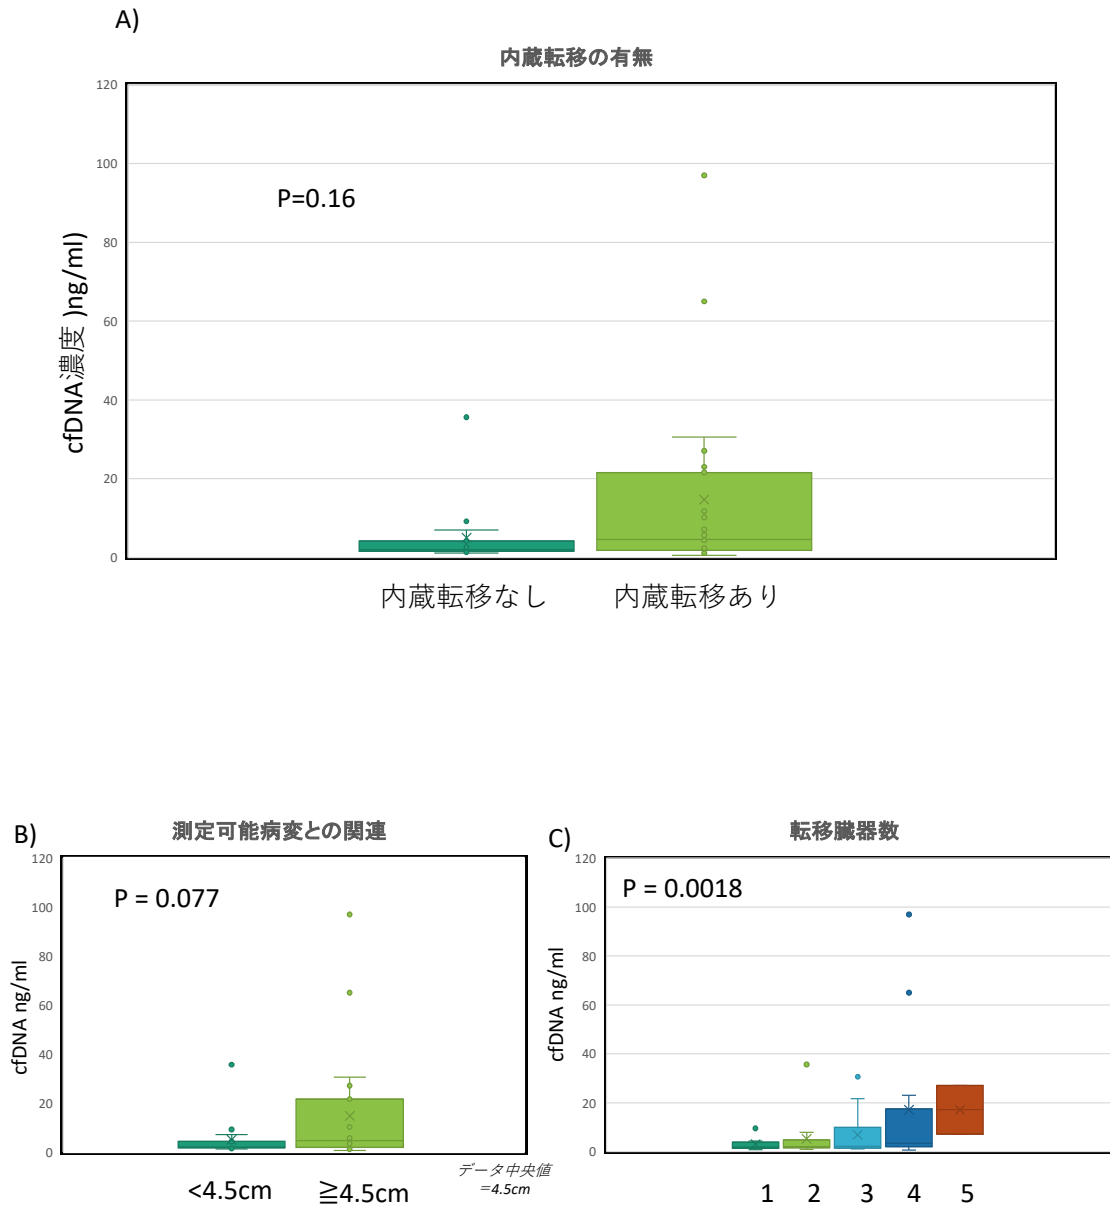 A)
内蔵転移の有無
120
100
80
60
40
20
0
cfDNA濃度 )ng/ml)
P=0.16
内蔵転移なし 内蔵転移あり
B)
測定可能病変との関連
120
100
80
60
40
20
0
cfDNA ng/ml
P = 0.077
<4.5cm ≧4.5cm
データ中央値
=4.5cm
C)
転移臓器数
120
100
80
60
40
20
0
cfDNA ng/ml
P = 0.0018
1 2 3 4 5